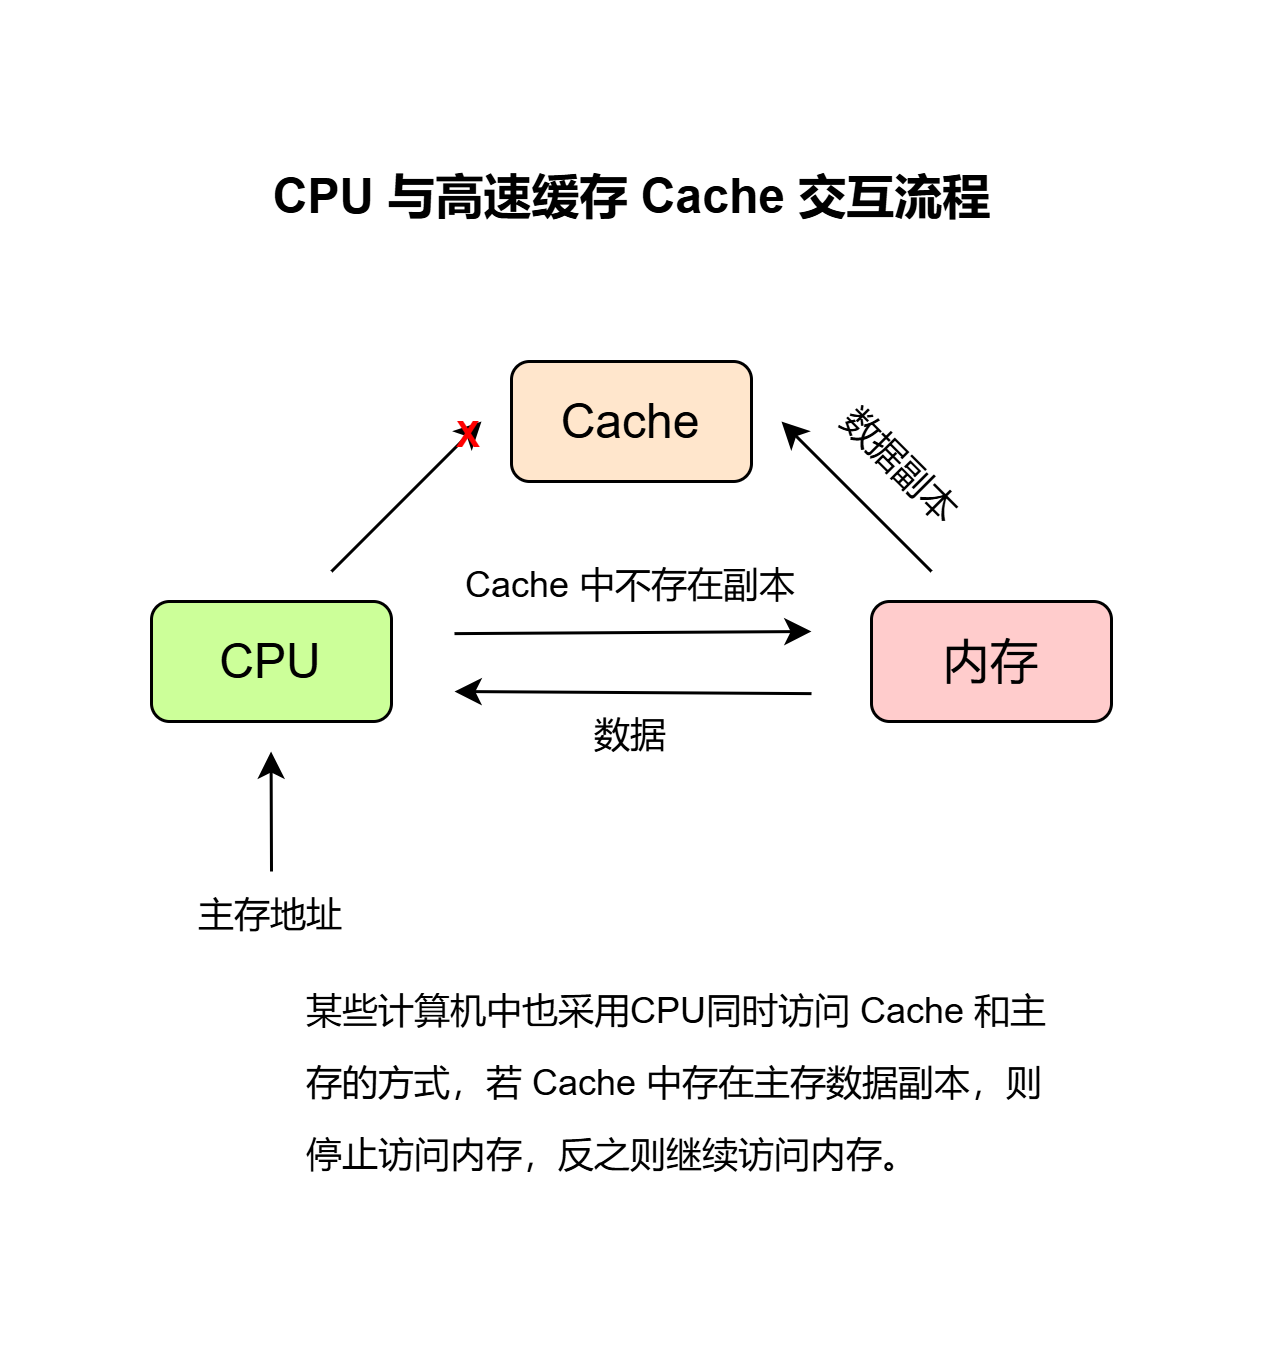 CPU 与高速缓存 Cache 交互流程
Cache
X
数据副本
Cache 中不存在副本
CPU
内存
数据
主存地址
某些计算机中也采用CPU同时访问 Cache 和主
存的方式，若 Cache 中存在主存数据副本，则
停止访问内存，反之则继续访问内存。